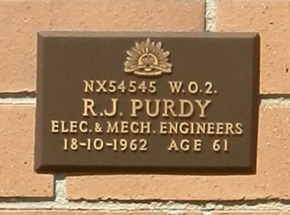 NX54545 W.O.2.
R.J. PURDY
ELEC. & MECH. ENGINEERS
18-10-1962 AGE 61